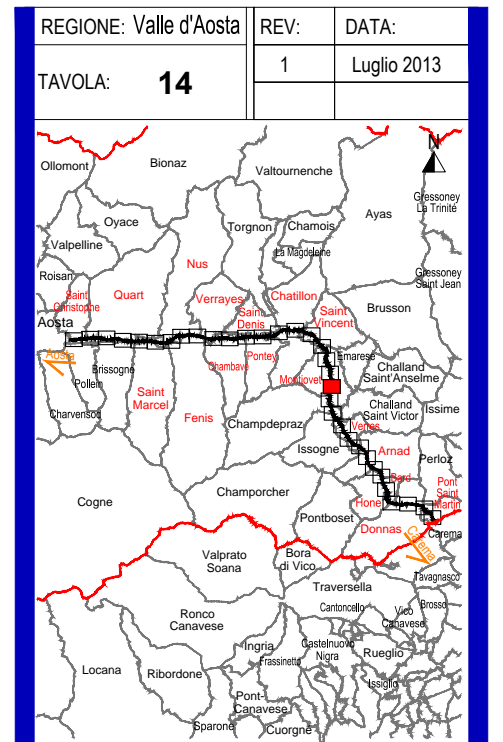 REGIONE: Valle d'Aosta
REV:
DATA:
TAVOLA: 14
1
Luglio 2013
N
Ollomont
Bionaz
Valtournenche
Ayas
Gressoney
La Trinité
Oyace
Torgnon
Chamois
Valpelline
La Magdeleine
Nus
Roisan
Gressoney
Saint Jean
Saint
Christophe
Quart
Verrayes
Chatillon
Saint
Denis
Saint
Vincent
Brusson
Aosta
Aosta
Brissogne
Pollein
Chambave
Pontey
Emarese
Montjovet
Challand
Saint'Anselme
Charvensod
Saint
Marcel
Fenis
Champdepraz
Challand
Saint Victor
Issime
Verres
Issogne
Arnad
Perloz
Bard
Pont
Saint
Martin
Cogne
Champorcher
Hone
Pontboset
Donnas
Carema
Carema
Valprato
Soana
Bora
di Vico
Traversella
Tavagnasco
Ronco
Canavese
Cantoncello
Vico
Canavese
Brosso
Ingria
Frassinetto
Castelnuovo
Nigra
Rueglio
Locana
Ribordone
Issiglio
Pont-
Canavese
Sparone
Cuorgne